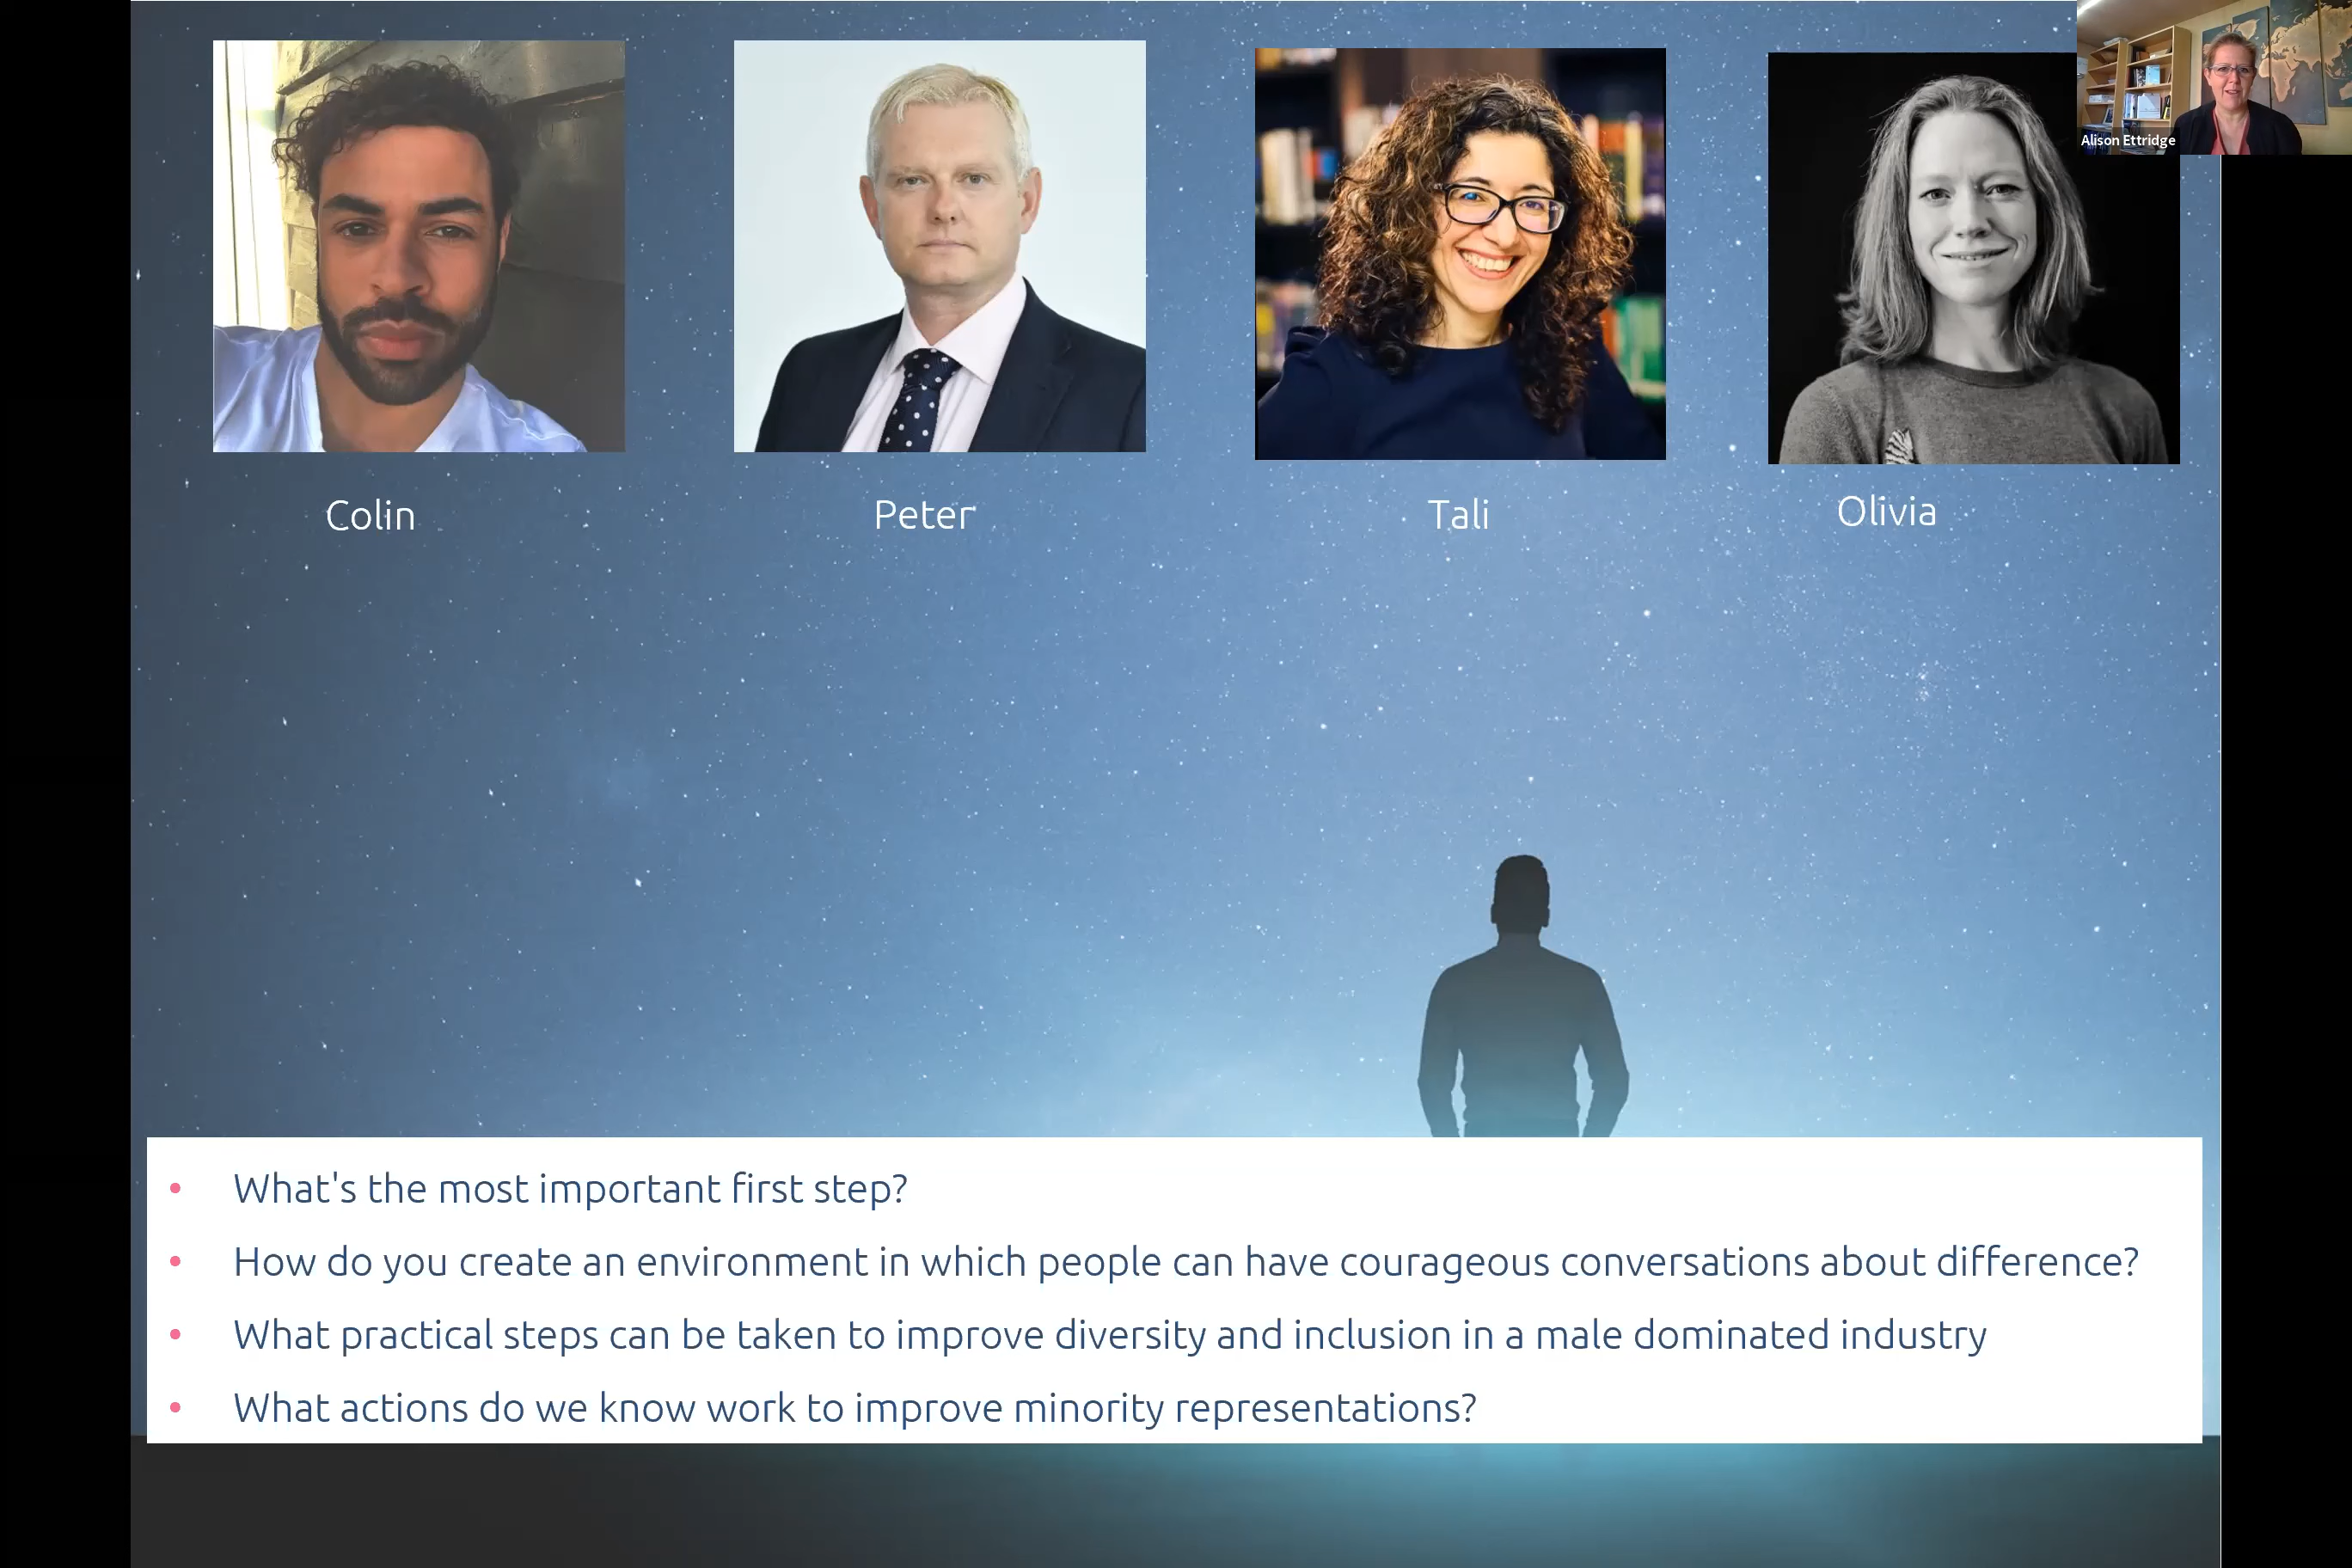 Alison Ettridge
Colin
Peter
Tali
Olivia
• What's the most important first step?
• How do you create an environment in which people can have courageous conversations about difference?
• What practical steps can be taken to improve diversity and inclusion in a male dominated industry
• What actions do we know work to improve minority representations?